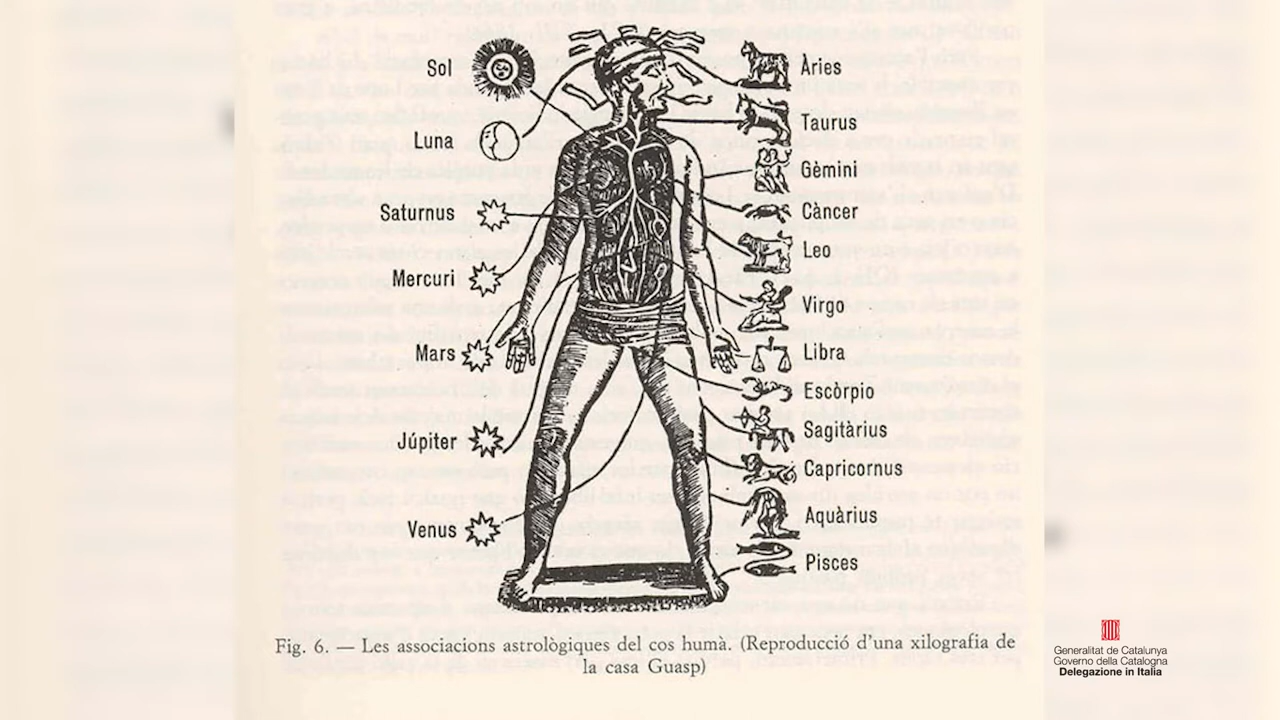 Sol
Luna
Saturnus
Mercuri
Mars
Júpiter
Venus
Àries
Taurus
Gèmini
Càncer
Leo
Virgo
Libra
Escòrpio
Sagitàrius
Capricornus
Aquàrius
Pisces
Fig. 6. — Les associacions astrològiques del cos humà. (Reproducció d'una xilografia de
la casa Guasp)
Generalitat de Catalunya
Governo della Catalogna
Delegazione in Italia